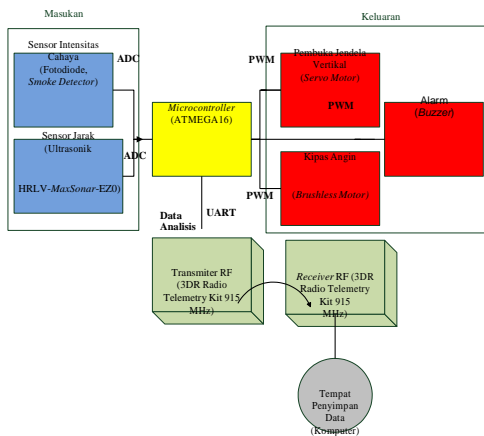 Masukan
Keluaran
Sensor Intensitas
Cahaya
(Fotodiode,
Smoke Detector)
ADC
Sensor Jarak
(Ultrasonik
HRLV-MaxSonar-EZ0)
ADC
Microcontroller
(ATMEGA16)
PWM
Pembuka Jendela
Vertikal
(Servo Motor)
PWM
Alarm
(Buzzer)
PWM
Kipas Angin
(Brushless Motor)
Data
Analisis
UART
Transmiter RF
(3DR Radio
Telemetry Kit 915
MHz)
Receiver RF (3DR
Radio Telemetry
Kit 915
MHz)
Tempat
Penyimpan
Data
(Komputer)